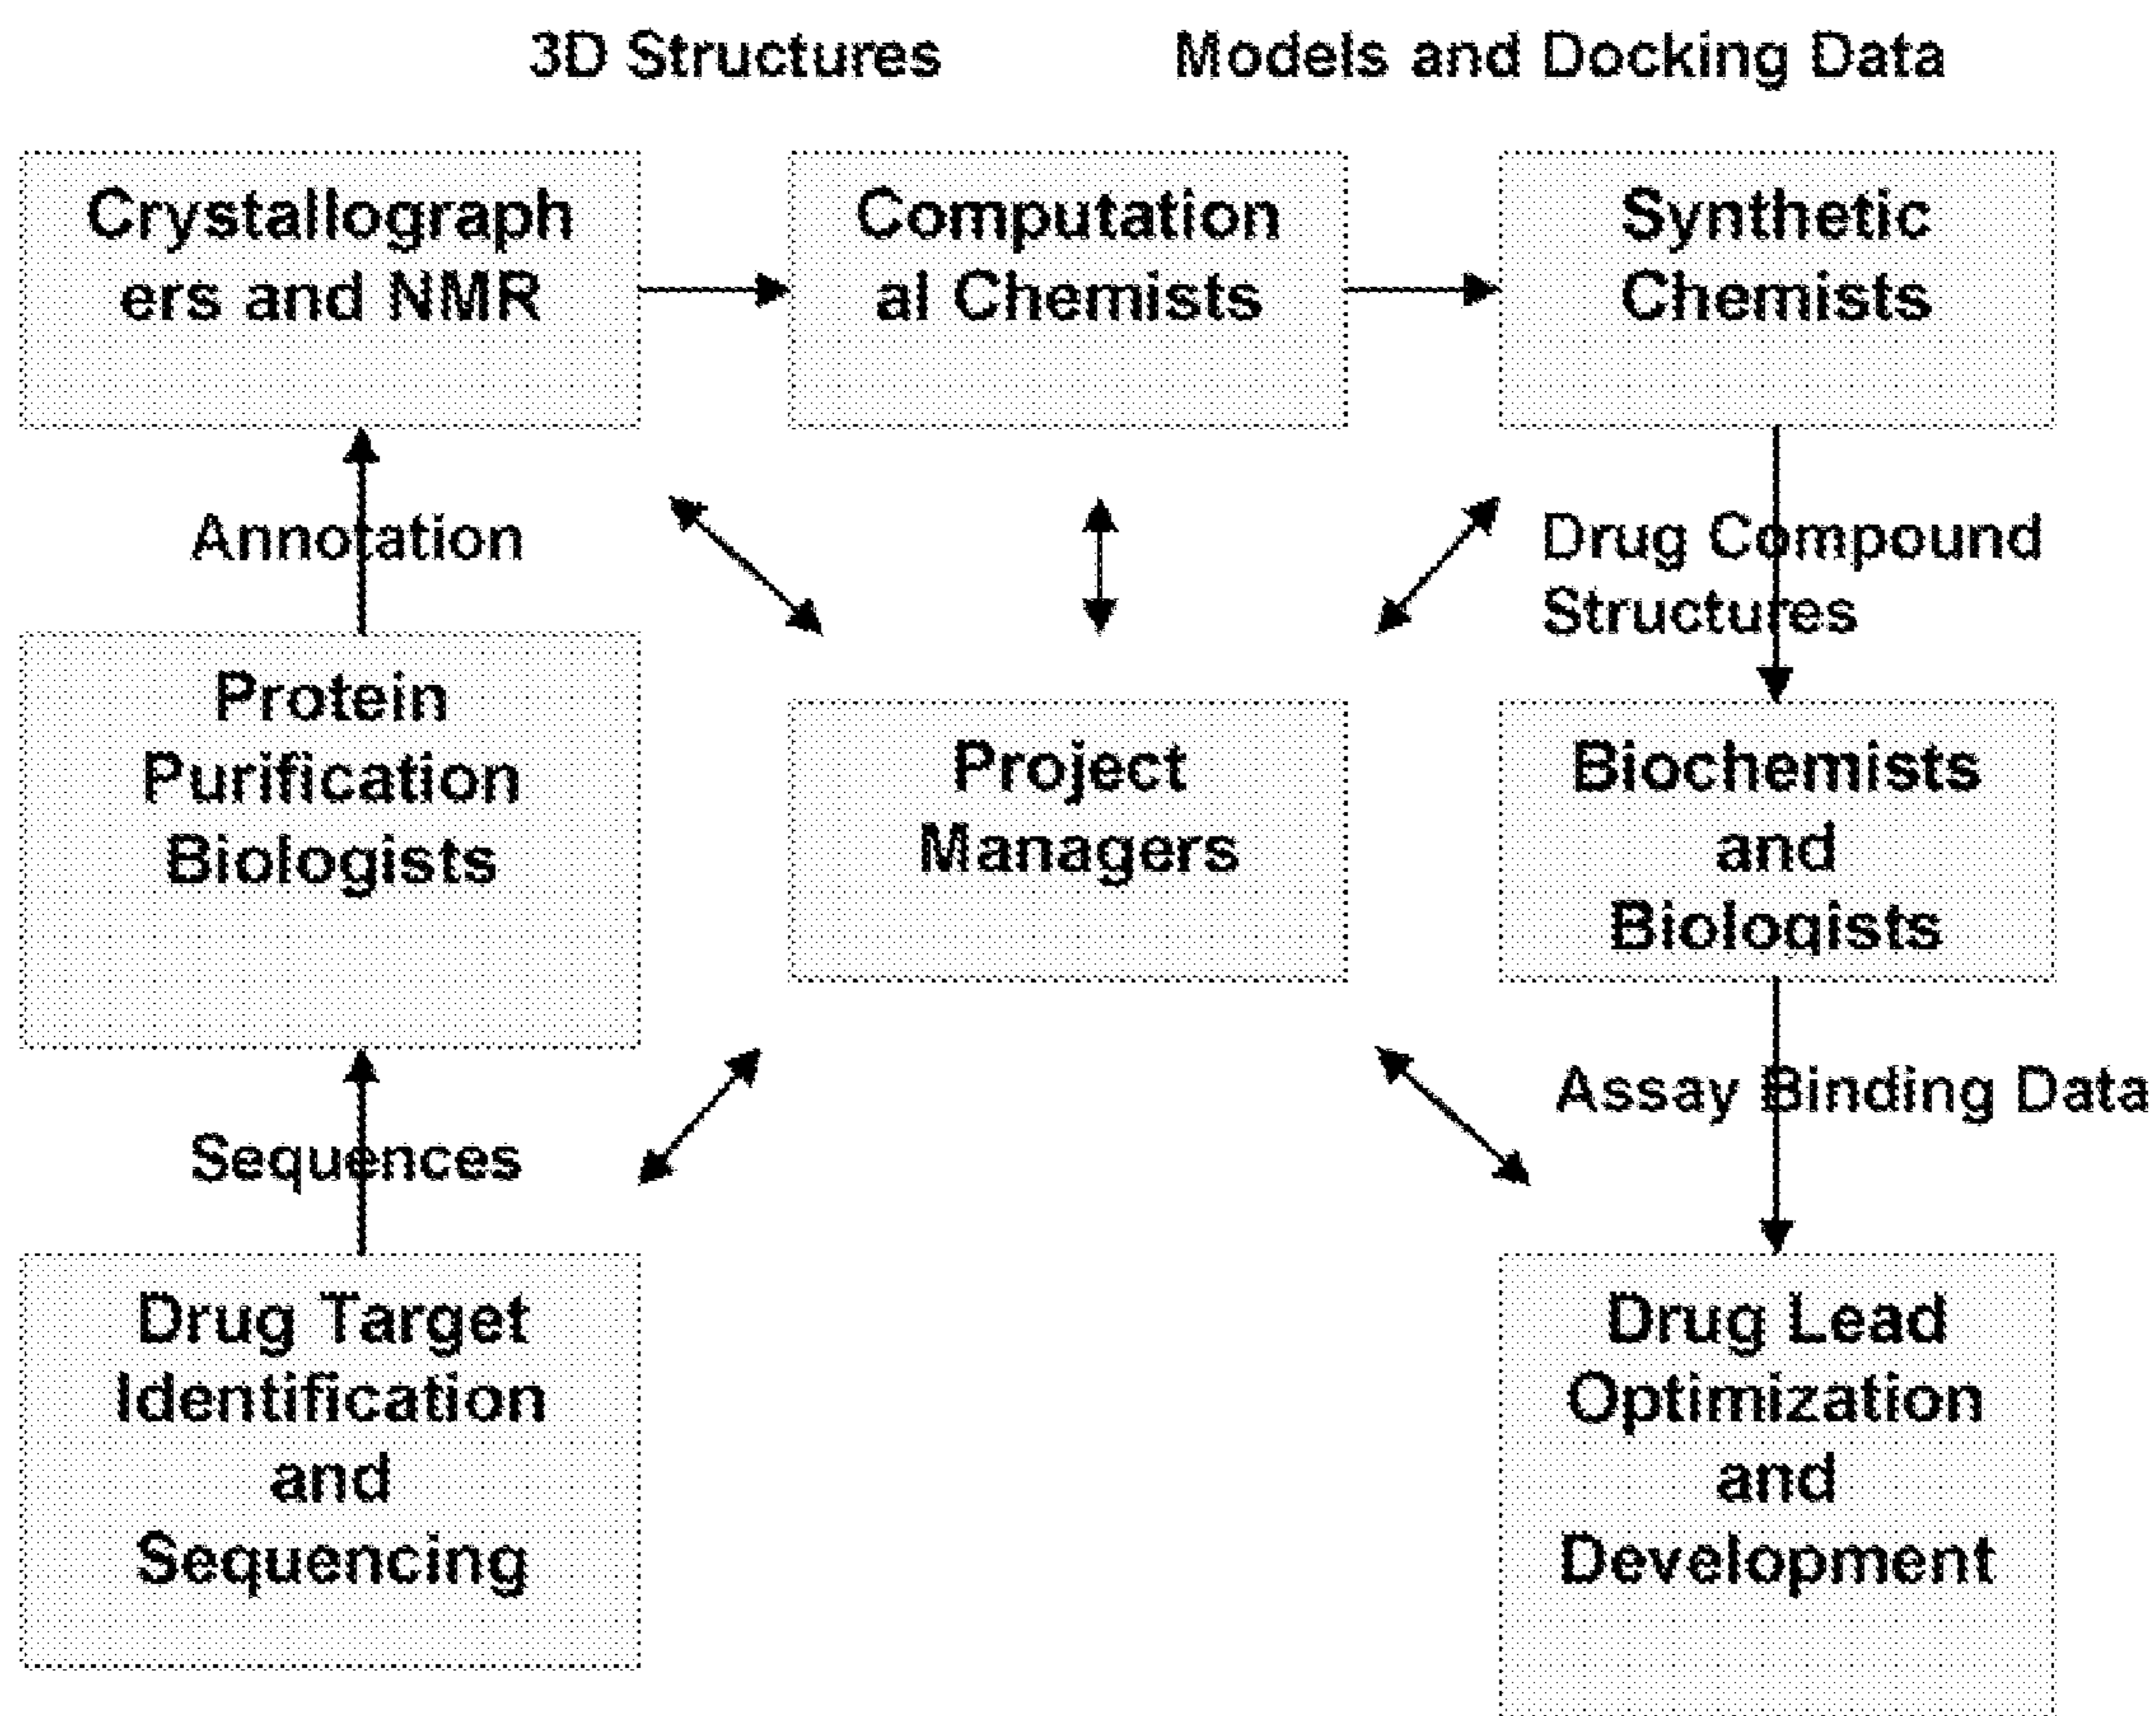 3D Structures
Models and Docking Data
Crystallograph
ers and NMR
Computation
al Chemists
Synthetic
Chemists
Annotation
Drug Compound
Structures
Protein
Purification
Biologists
Project
Managers
Biochemists
and
Biologists
Sequences
Assay Binding Data
Drug Target
Identification
and
Sequencing
Drug Lead
Optimization
and
Development